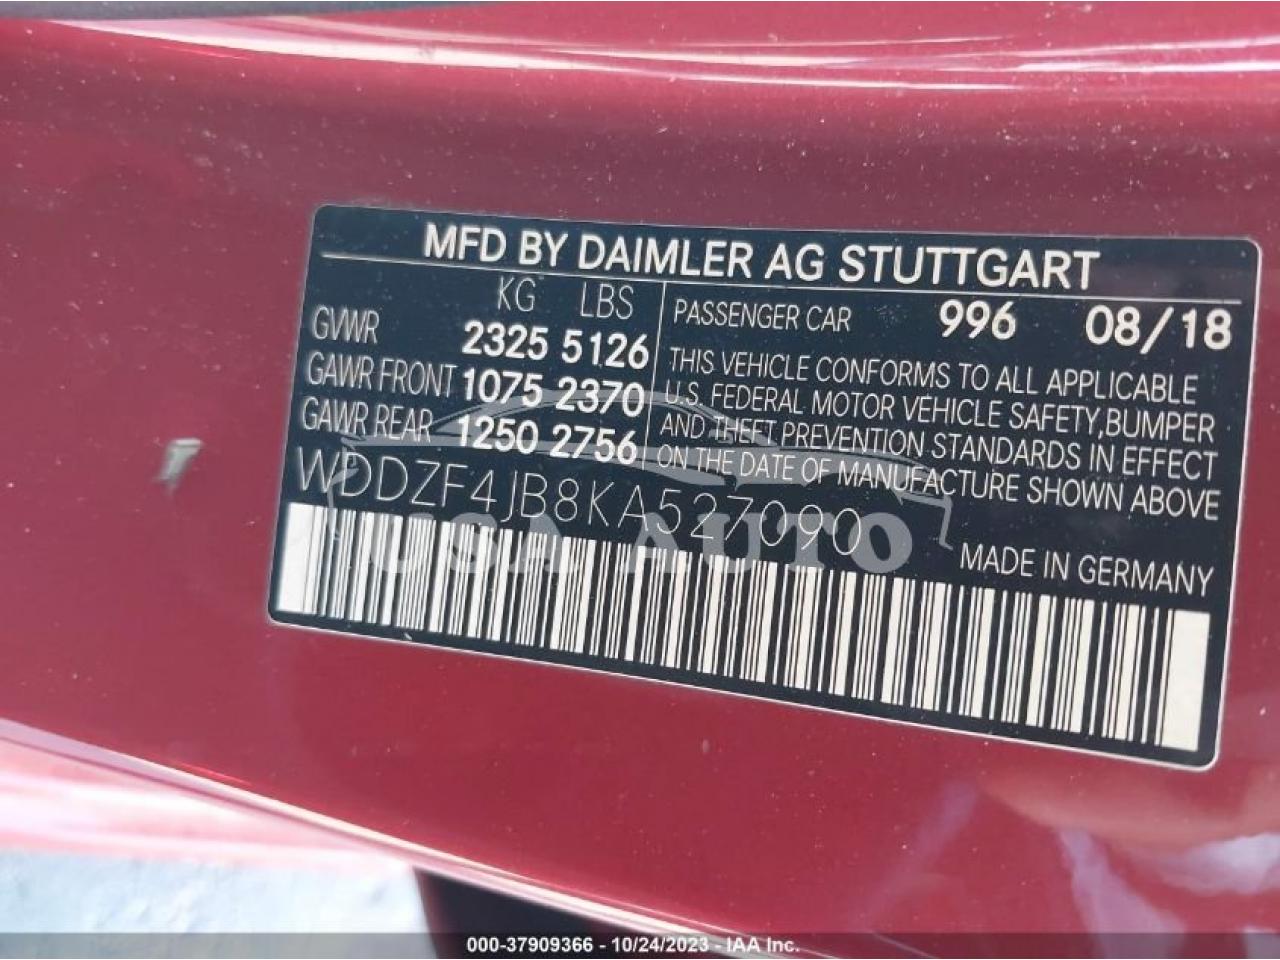 MFD BY DAIMLER AG STUTTGART
KG LBS
GVWR 2325 5126
GAWR FRONT 1075 2370
GAWR REAR 1250 2756
PASSENGER CAR 996 08/18
THIS VEHICLE CONFORMS TO ALL APPLICABLE
U.S. FEDERAL MOTOR VEHICLE SAFETY, BUMPER
AND THEFT PREVENTION STANDARDS IN EFFECT
ON THE DATE OF MANUFACTURE SHOWN ABOVE
WDDZF4JB8KA527090
USA AUTO
MADE IN GERMANY
000-37909366 - 10/24/2023 - IAA Inc.